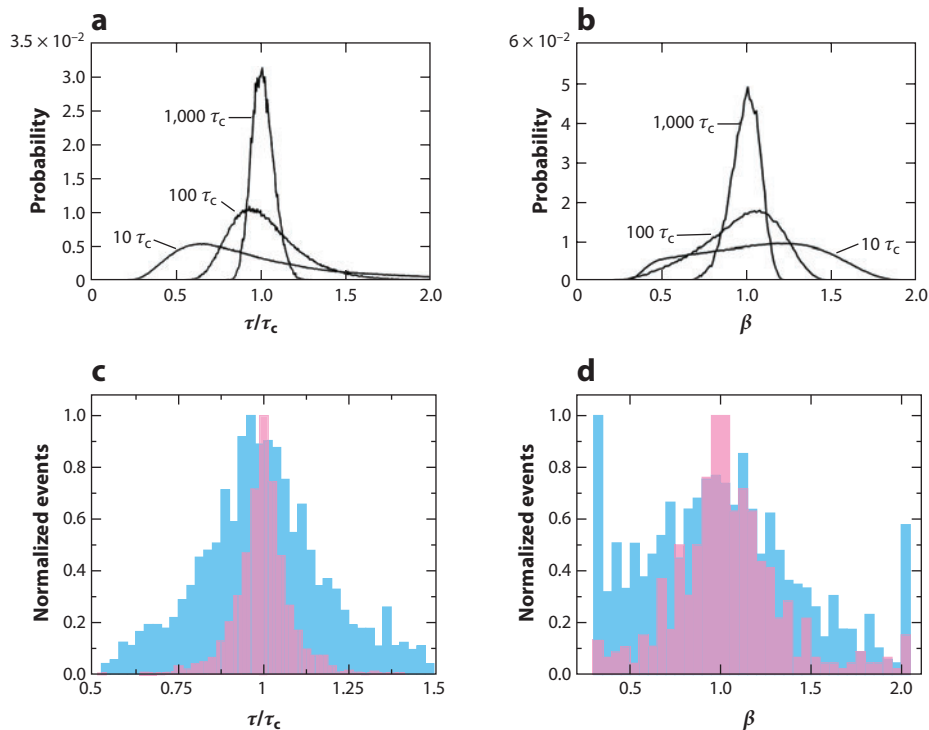 a
3.5 × 10⁻²
3.0
2.5
2.0
1.5
1.0
0.5
0
Probability
1,000 τc
100 τc
10 τc
0 0.5 1.0 1.5 2.0
τ/τc
b
6 × 10⁻²
5
4
3
2
1
0
Probability
1,000 τc
100 τc
10 τc
0 0.5 1.0 1.5 2.0
β
c
1.0
0.8
0.6
0.4
0.2
0.0
Normalized events
0.5 0.75 1 1.25 1.5
τ/τc
d
1.0
0.8
0.6
0.4
0.2
0.0
Normalized events
0.5 1.0 1.5 2.0
β